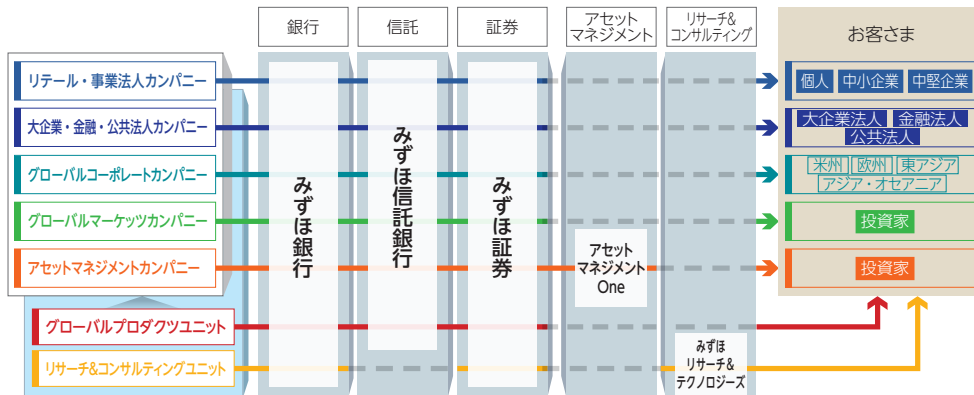 銀行
信託
証券
アセット
マネジメント
リサーチ&
コンサルティング
お客さま
リテール・事業法人カンパニー
大企業・金融・公共法人カンパニー
グローバルコーポレートカンパニー
グローバルマーケッツカンパニー
アセットマネジメントカンパニー
グローバルプロダクツユニット
リサーチ&コンサルティングユニット
みずほ銀行
みずほ信託銀行
みずほ証券
アセット
マネジメント
One
みずほ
リサーチ&
テクノロジーズ
個人 中小企業 中堅企業
大企業法人 金融法人
公共法人
米州 欧州 東アジア
アジア・オセアニア
投資家
投資家